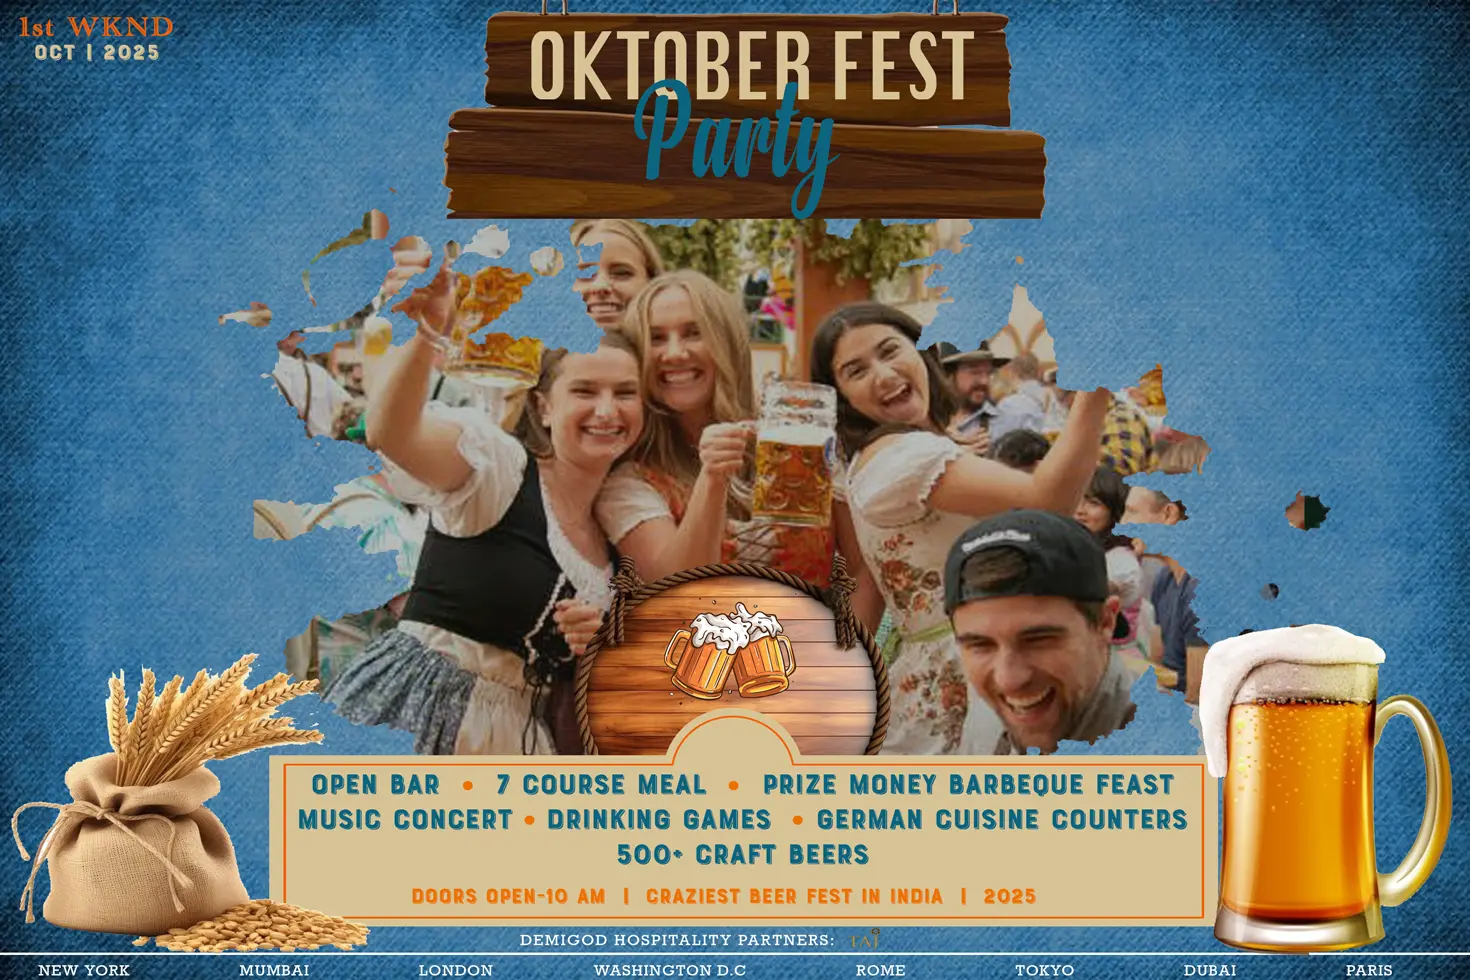 1st WKND
OCT | 2025
OKTOBER FEST
Party
OPEN BAR • 7 COURSE MEAL • PRIZE MONEY BARBEQUE FEAST
MUSIC CONCERT • DRINKING GAMES • GERMAN CUISINE COUNTERS
500+ CRAFT BEERS
DOORS OPEN-10 AM | CRAZIEST BEER FEST IN INDIA | 2025
DEMIGOD HOSPITALITY PARTNERS: TAJ
NEW YORK MUMBAI LONDON WASHINGTON D.C ROME TOKYO DUBAI PARIS